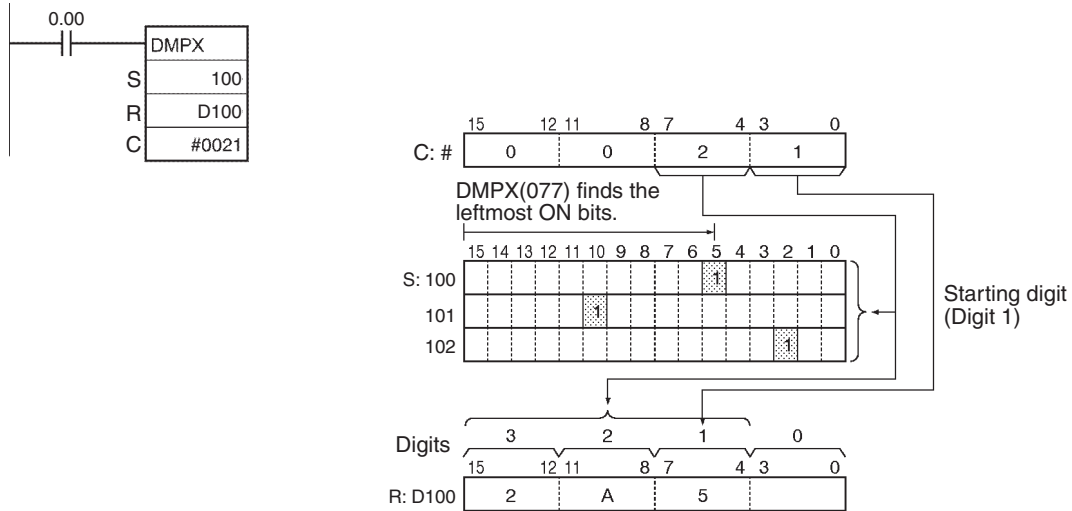 0.00
DMPX
S 100
R D100
C #0021
15 12 11 8 7 4 3 0
C: # 0 0 2 1
DMPX(077) finds the
leftmost ON bits.
15 14 13 12 11 10 9 8 7 6 5 4 3 2 1 0
S: 100 1
101 1
102 1
Starting digit
(Digit 1)
Digits 3 2 1 0
15 12 11 8 7 4 3 0
R: D100 2 A 5